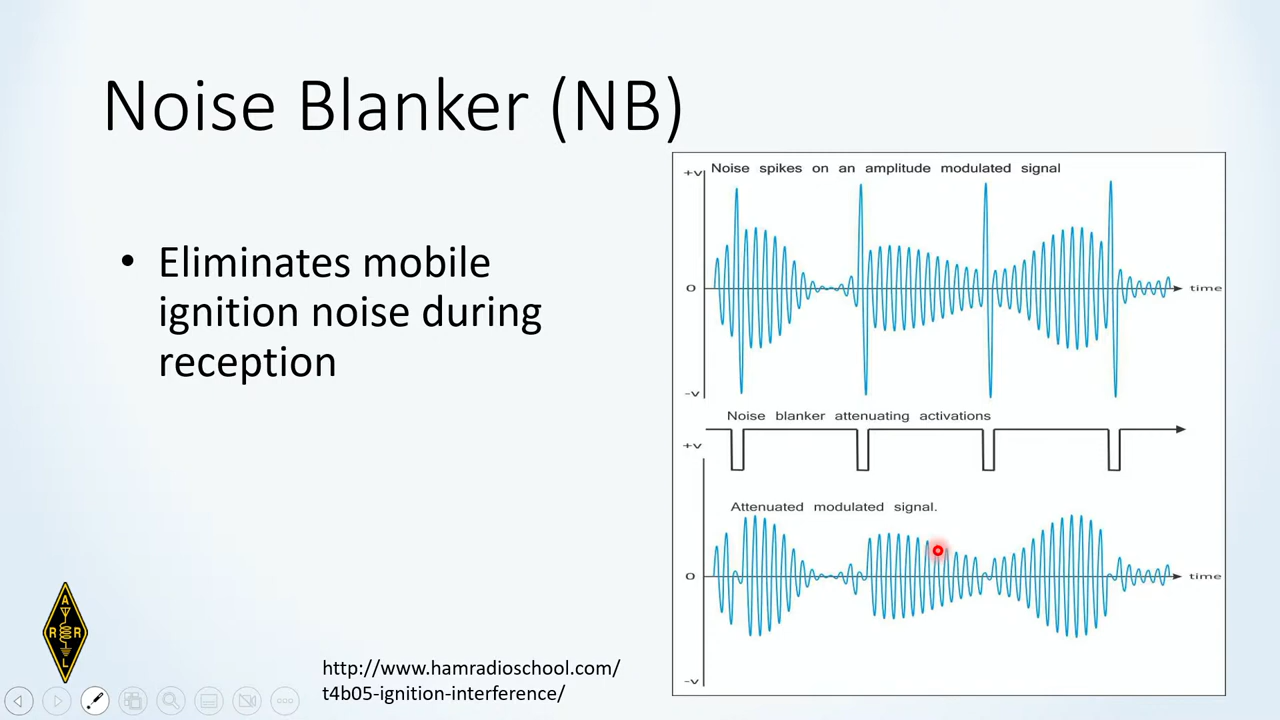 Noise Blanker (NB)
• Eliminates mobile
ignition noise during
reception
Noise spikes on an amplitude modulated signal
+v
0
time
-v
Noise blanker attenuating activations
+v
Attenuated modulated signal.
0
time
-v
A
R R
L
http://www.hamradioschool.com/
t4b05-ignition-interference/